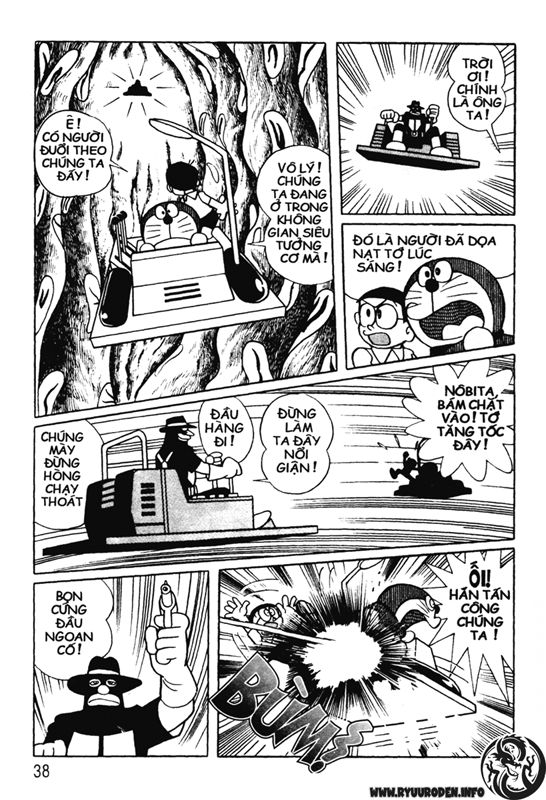 Ê!
CÓ NGƯỜI
ĐUỔI THEO
CHÚNG TA
ĐẤY!
VÔ LÝ!
CHÚNG
TA ĐANG
Ở TRONG
KHÔNG
GIAN SIÊU
TƯỞNG
CƠ MÀ!
TRỜI
ƠI!
CHÍNH
LÀ ÔNG
TA!
ĐÓ LÀ NGƯỜI ĐÃ DỌA
NẠT TỚ LÚC
SÁNG!
NÔBITA,
BÁM CHẶT
VÀO! TỚ
TĂNG TỐC
ĐÂY!
ĐỪNG
LÀM
TA ĐÂY
NỔI
GIẬN!
ĐẦU
HÀNG
ĐI!
CHÚNG
MÀY
ĐỪNG
HÒNG
CHẠY
THOÁT
BỌN
CỨNG
ĐẦU
NGOAN
CỐ!
ỐI!
HẮN TẤN
CÔNG
CHÚNG
TA!
BÙM!
38
WWW.RYUURODEN.INFO